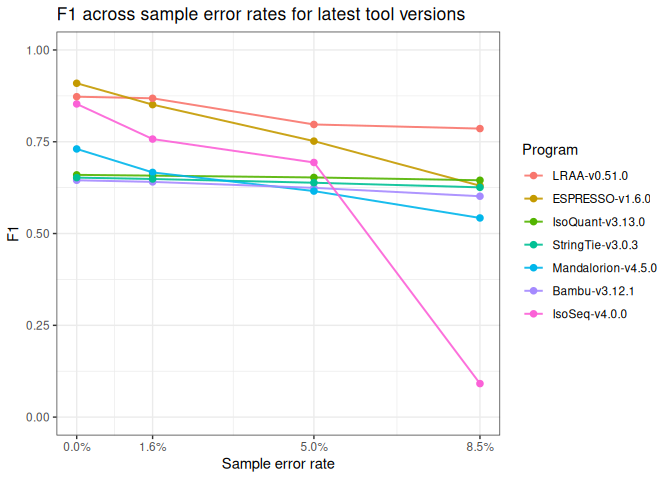 F1 across sample error rates for latest tool versions
1.00
0.75
0.50
0.25
0.00
F1
0.0%
1.6%
5.0%
8.5%
Sample error rate
Program
LRAA-v0.51.0
ESPRESSO-v1.6.0
IsoQuant-v3.13.0
StringTie-v3.0.3
Mandalorion-v4.5.0
Bambu-v3.12.1
IsoSeq-v4.0.0